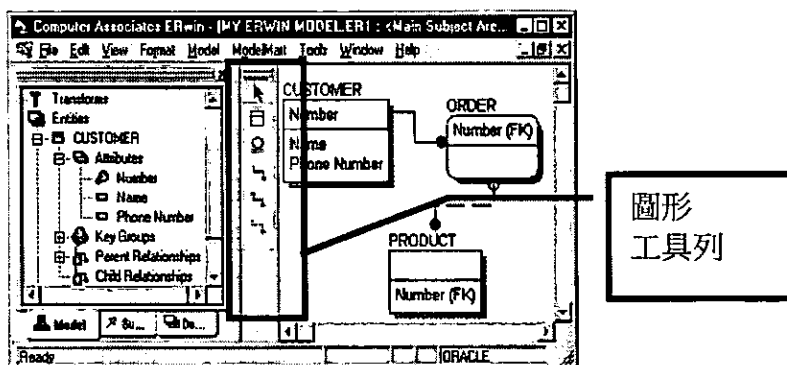 Computer Associates ERwin - [MY ERWIN MODEL.ER1 : <Main Subject Are...
File Edit View Format Model ModelMart Tools Window Help
Transforms
Entities
CUSTOMER
Attributes
Number
Name
Phone Number
Key Groups
Parent Relationships
Child Relationships
Model
Su...
Do...
CUSTOMER
Number
Name
Phone Number
ORDER
Number (FK)
PRODUCT
Number (FK)
Ready
ORACLE
圖形
工具列